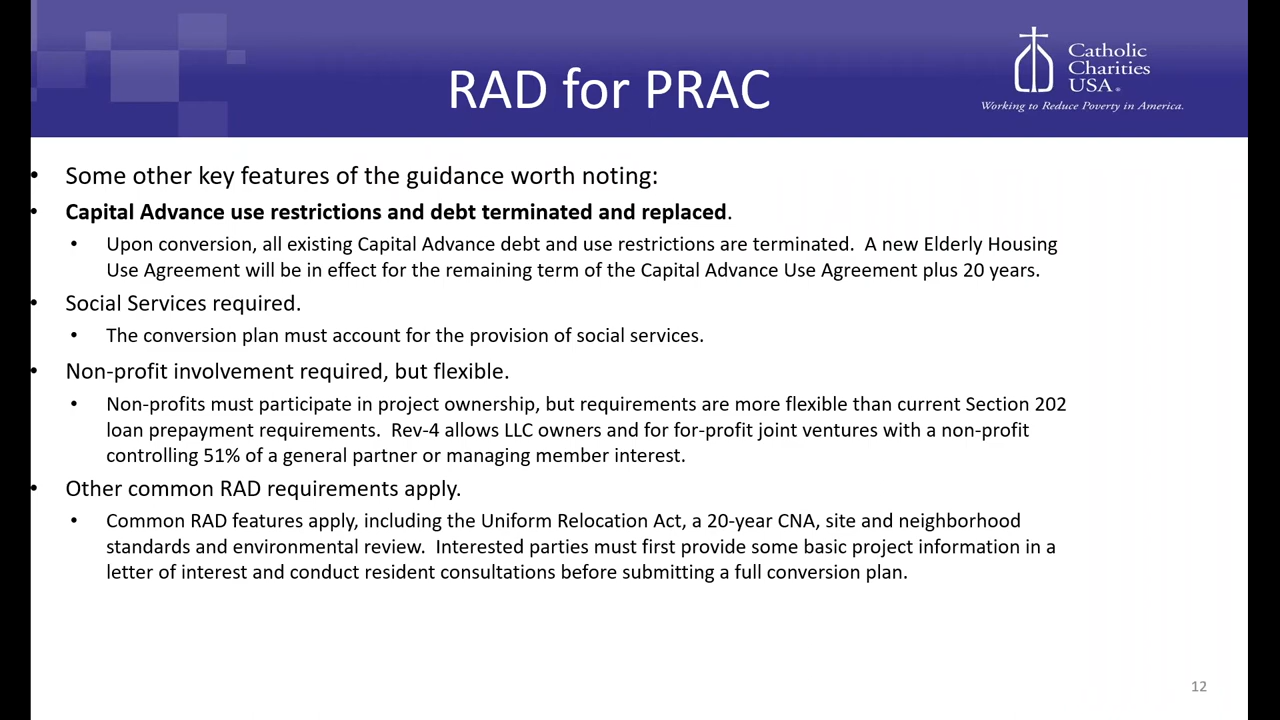 RAD for PRAC
Catholic
Charities
USA®
Working to Reduce Poverty in America.
• Some other key features of the guidance worth noting:
• Capital Advance use restrictions and debt terminated and replaced.
• Upon conversion, all existing Capital Advance debt and use restrictions are terminated.  A new Elderly Housing
Use Agreement will be in effect for the remaining term of the Capital Advance Use Agreement plus 20 years.
• Social Services required.
• The conversion plan must account for the provision of social services.
• Non-profit involvement required, but flexible.
• Non-profits must participate in project ownership, but requirements are more flexible than current Section 202
loan prepayment requirements.  Rev-4 allows LLC owners and for for-profit joint ventures with a non-profit
controlling 51% of a general partner or managing member interest.
• Other common RAD requirements apply.
• Common RAD features apply, including the Uniform Relocation Act, a 20-year CNA, site and neighborhood
standards and environmental review.  Interested parties must first provide some basic project information in a
letter of interest and conduct resident consultations before submitting a full conversion plan.
12